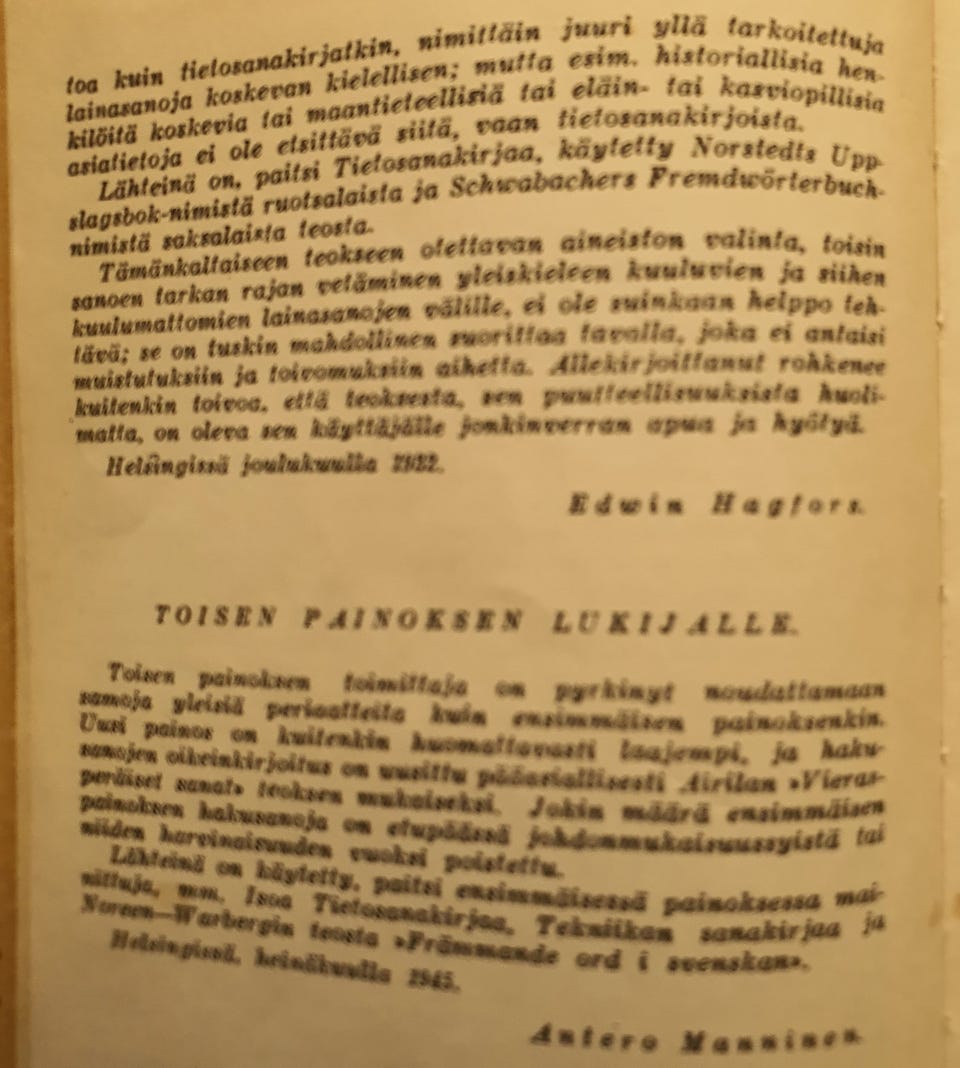 toa kuin tietosanakirjatkin, nimittäin juuri yllä tarkoitettuja
lainasanoja koskevan kielellisen; mutta esim. historiallisia hen-
kilöitä koskevia tai maantieteellisiä tai eläin- tai kasviopillisia
asiatietoja ei ole etsittävä siitä, vaan tietosanakirjoista.
Lähteinä on, paitsi Tietosanakirjaa, käytetty Norstedts Upp-
slagsbok-nimistä ruotsalaista ja Schwabachers Fremdwörterbuch-
nimistä saksalaista teosta.
Tämänkaltaiseen teokseen otettavan aineiston valinta, toisin
sanoen tarkan rajan vetäminen yleiskieleen kuuluvien ja siihen
kuulumattomien lainasanojen välille, ei ole suinkaan helppo teh-
tävä; se on tuskin mahdollinen suorittaa tavalla, joka ei antaisi
muistutuksiin ja toivomuksiin aihetta. Allekirjoittanut rohkenee
kuitenkin toivoa, että teoksesta, sen puutteellisuuksista huoli-
matta, on oleva sen käyttäjälle jonkinverran apua ja hyötyä.
Helsingissä joulukuulla
Edwin Hagfors.
TOISEN PAINOKSEN LUKIJALLE.
Toisen painoksen toimittaja on pyrkinyt noudattamaan
samoja yleisiä periaatteita kuin ensimmäisen painoksenkin.
Uusi painos on kuitenkin huomattavasti laajempi, ja haku-
sanojen oikeinkirjoitus on uusittu pääasiallisesti Airilan »Vieras-
peräiset sanat» teoksen mukaiseksi. Jokin määrä ensimmäisen
painoksen hakusanoja on etupäässä johdonmukaisuussyistä tai
niiden harvinaisuuden vuoksi poistettu.
Lähteinä on käytetty, paitsi ensimmäisessä painoksessa mai-
nittuja, mm. Isoa Tietosanakirjaa, Tekniikan sanakirjaa ja
Noreen—Warbergin teosta »Främmande ord i svenskan».
Helsingissä, heinäkuulla 1945.
Antero Manninen